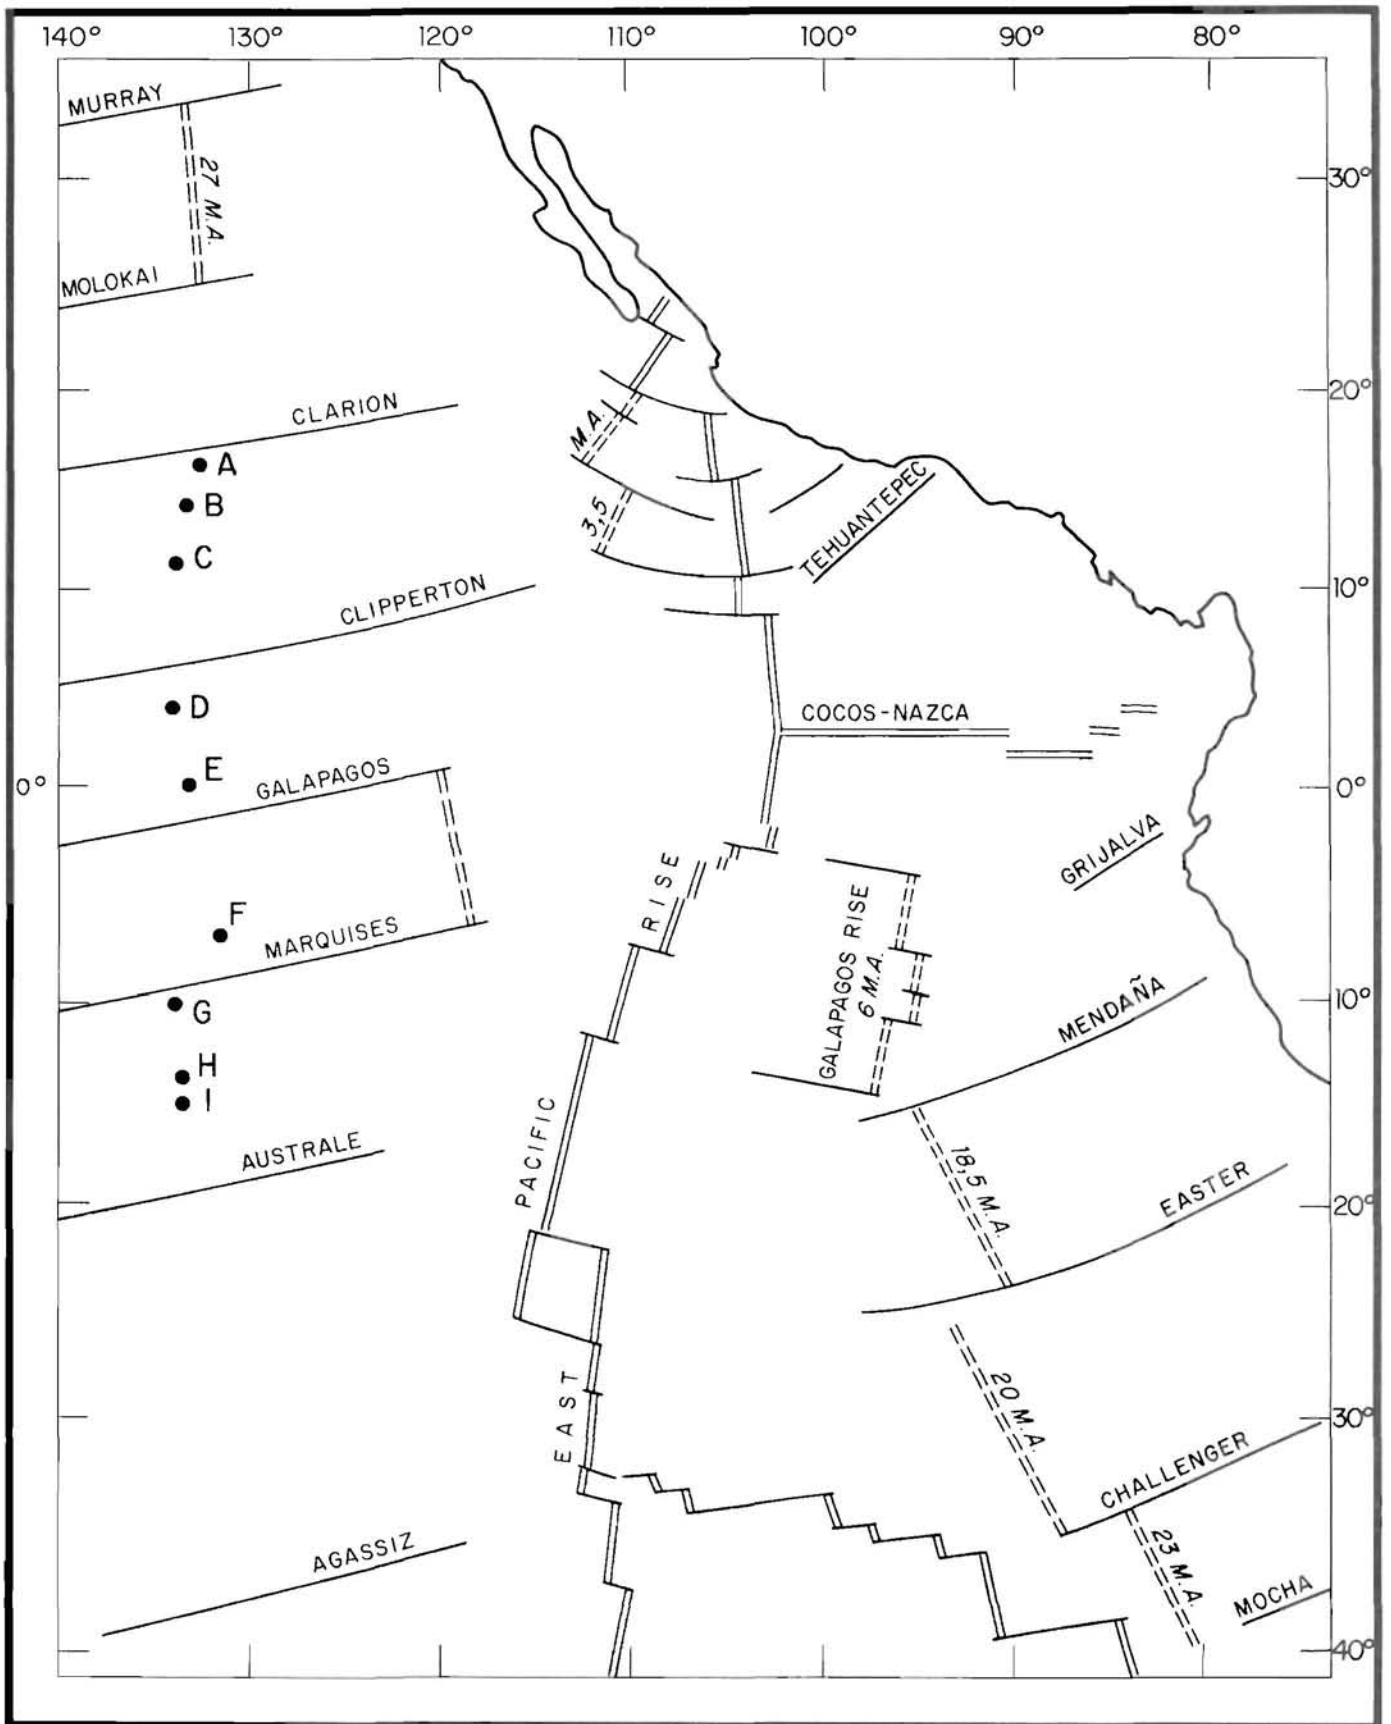 140° 130° 120° 110° 100° 90° 80°
MURRAY
27 M.A.
30°
MOLOKAI
20°
CLARION
M.A.
A
TEHUANTEPEC
B
3,5
C
10°
CLIPPERTON
D
COCOS-NAZCA
E
0°
0°
GALAPAGOS
GRIJALVA
RISE
GALAPAGOS RISE
6 M.A.
F
MARQUISES
G
10°
MENDAÑA
H
I
PACIFIC
AUSTRALE
18,5 M.A.
EASTER
20°
EAST
20 M.A.
30°
CHALLENGER
AGASSIZ
23 M.A.
MOCHA
40°